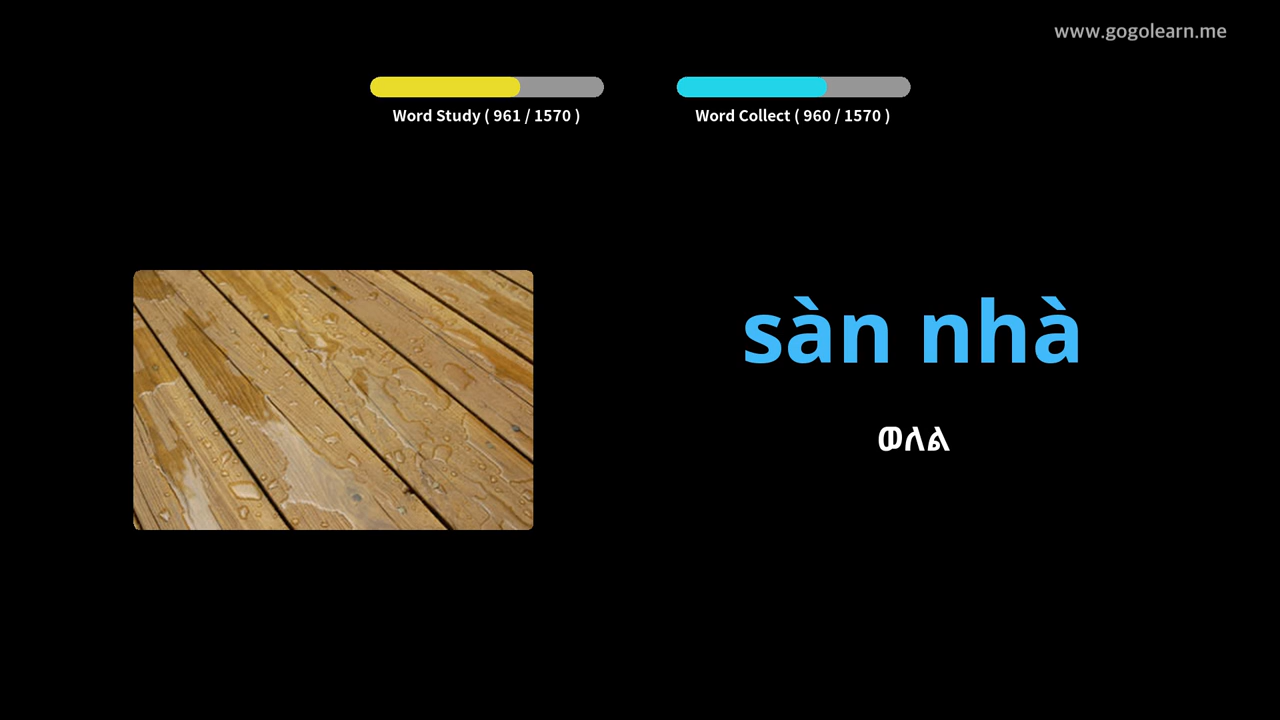 www.gogolearn.me
Word Study ( 961 / 1570 )
Word Collect ( 960 / 1570 )
sàn nhà
ወለል